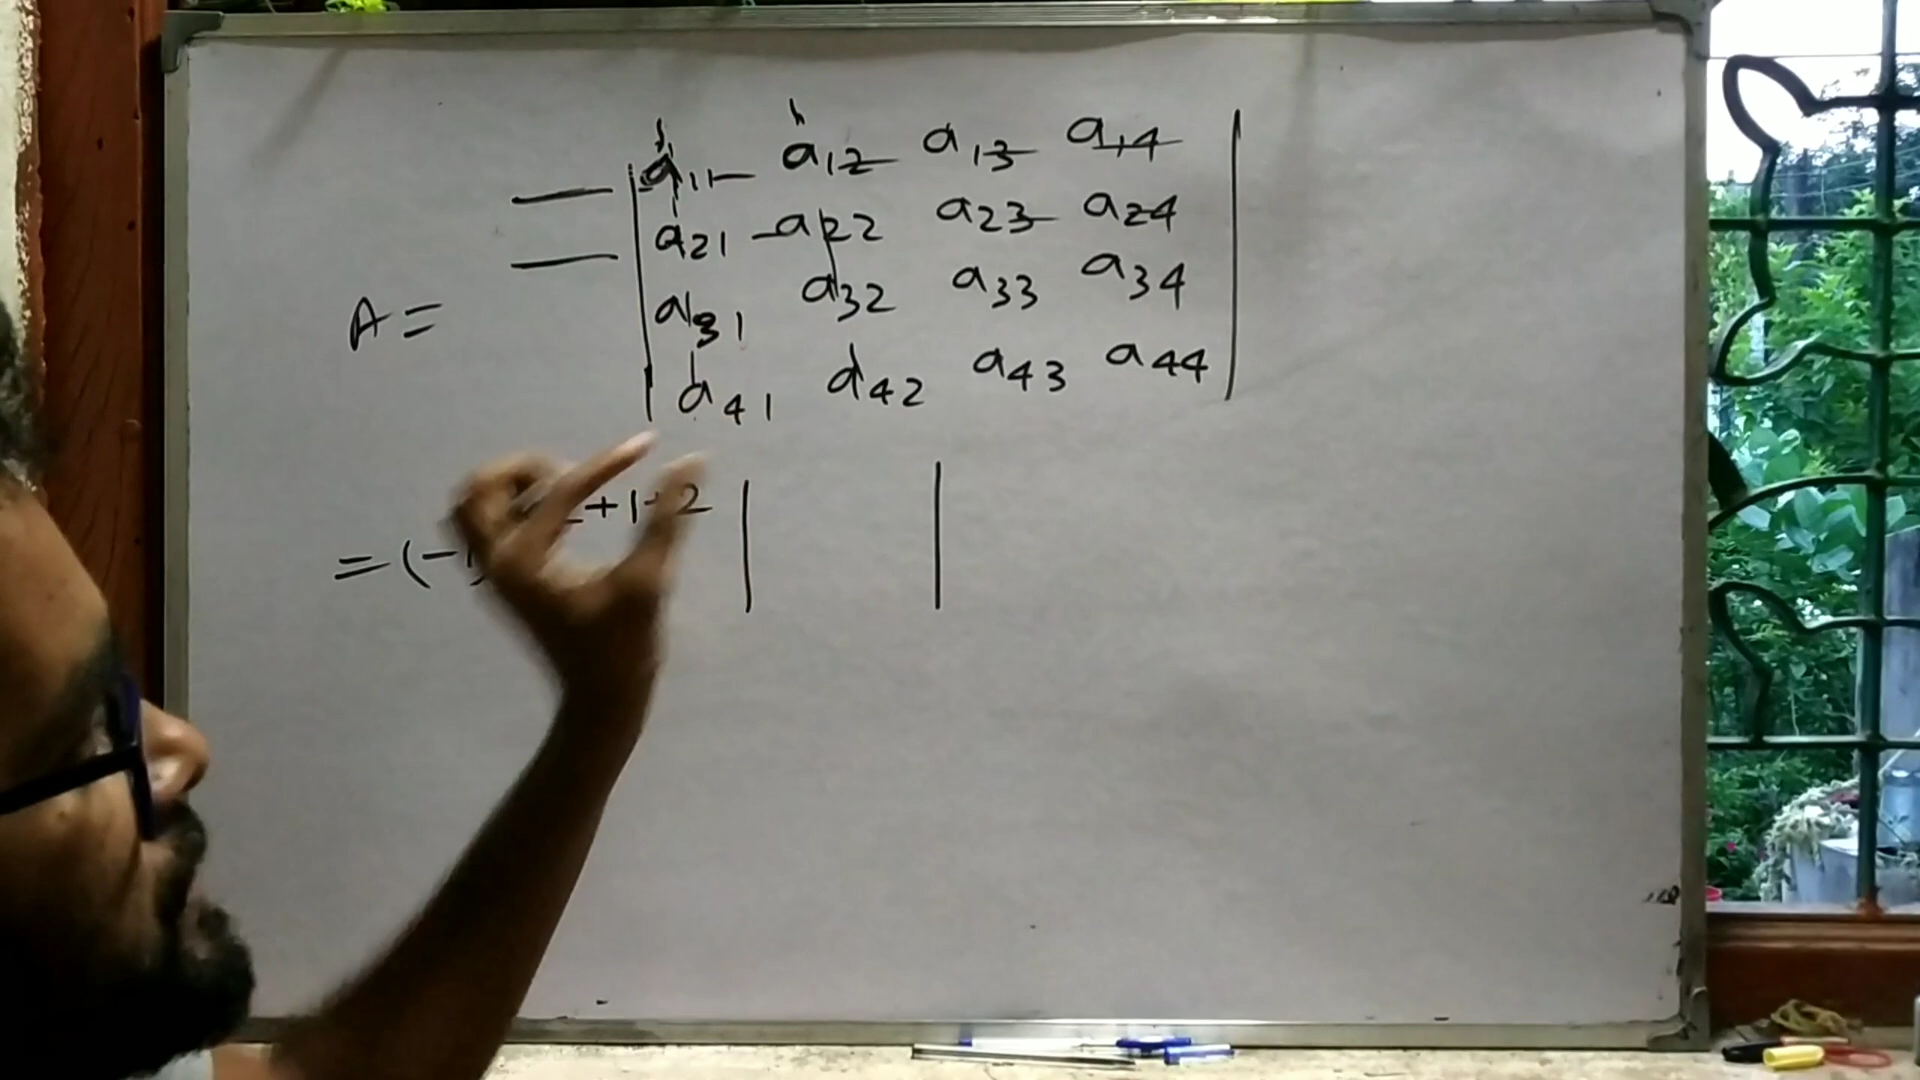 a11 a12 a13 a14
a21 a22 a23 a24
A =
a31 a32 a33 a34
a41 a42 a43 a44
= (-1) +1+2 | |